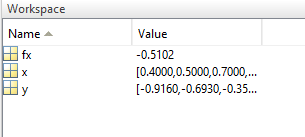 Workspace
Name Value
fx -0.5102
x [0.4000,0.5000,0.7000,...
y [-0.9160,-0.6930,-0.35...